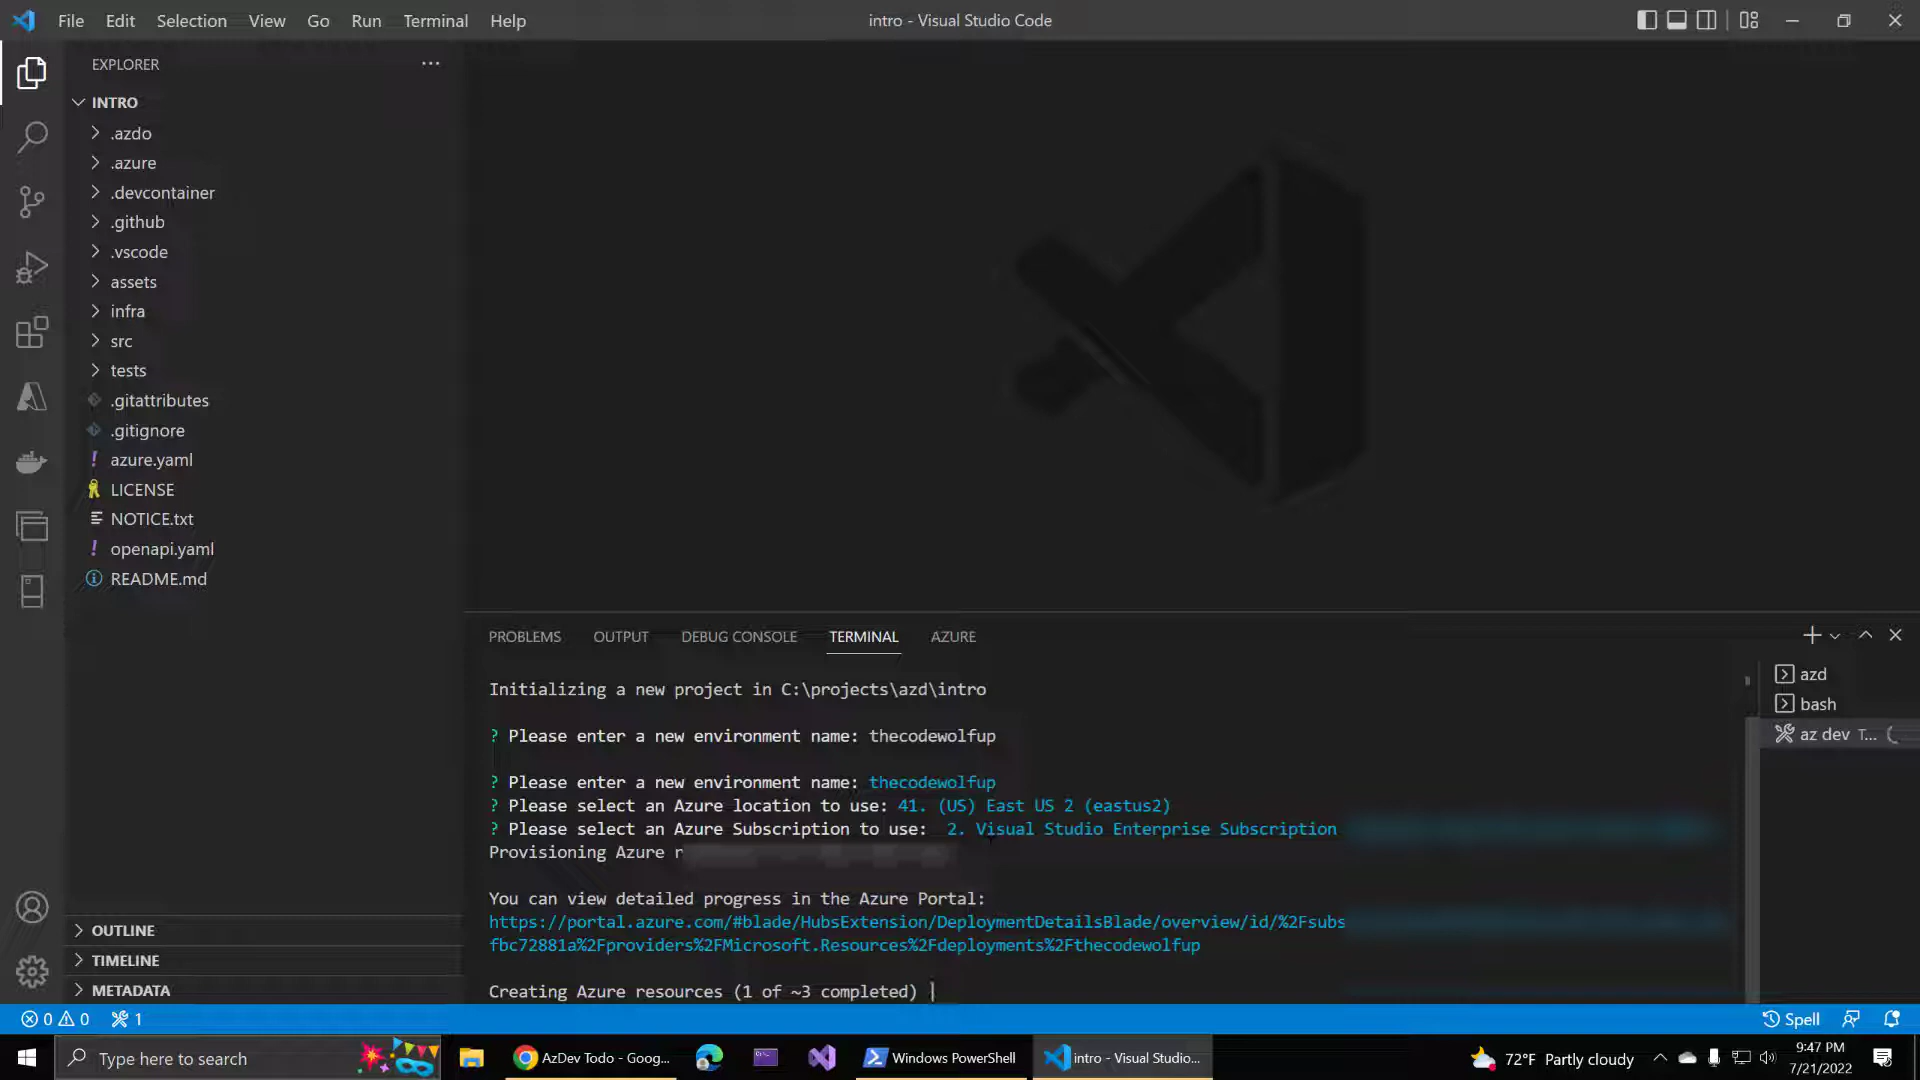 File Edit Selection View Go Run Terminal Help
intro - Visual Studio Code
EXPLORER
INTRO
.azdo
.azure
.devcontainer
.github
.vscode
assets
infra
src
tests
.gitattributes
.gitignore
azure.yaml
LICENSE
NOTICE.txt
openapi.yaml
README.md
OUTLINE
TIMELINE
METADATA
PROBLEMS OUTPUT DEBUG CONSOLE TERMINAL AZURE
Initializing a new project in C:\projects\azd\intro
? Please enter a new environment name: thecodewolfup
? Please enter a new environment name: thecodewolfup
? Please select an Azure location to use: 41. (US) East US 2 (eastus2)
? Please select an Azure Subscription to use: 2. Visual Studio Enterprise Subscription
Provisioning Azure r
You can view detailed progress in the Azure Portal:
https://portal.azure.com/#blade/HubsExtension/DeploymentDetailsBlade/overview/id/%2Fsubs
fbc72881a%2Fproviders%2FMicrosoft.Resources%2Fdeployments%2Fthecodewolfup
Creating Azure resources (1 of ~3 completed) |
azd
bash
az dev T...
0 0 1
Spell
Type here to search
AzDev Todo - Goog...
Windows PowerShell
intro - Visual Studio...
72°F Partly cloudy
9:47 PM
7/21/2022